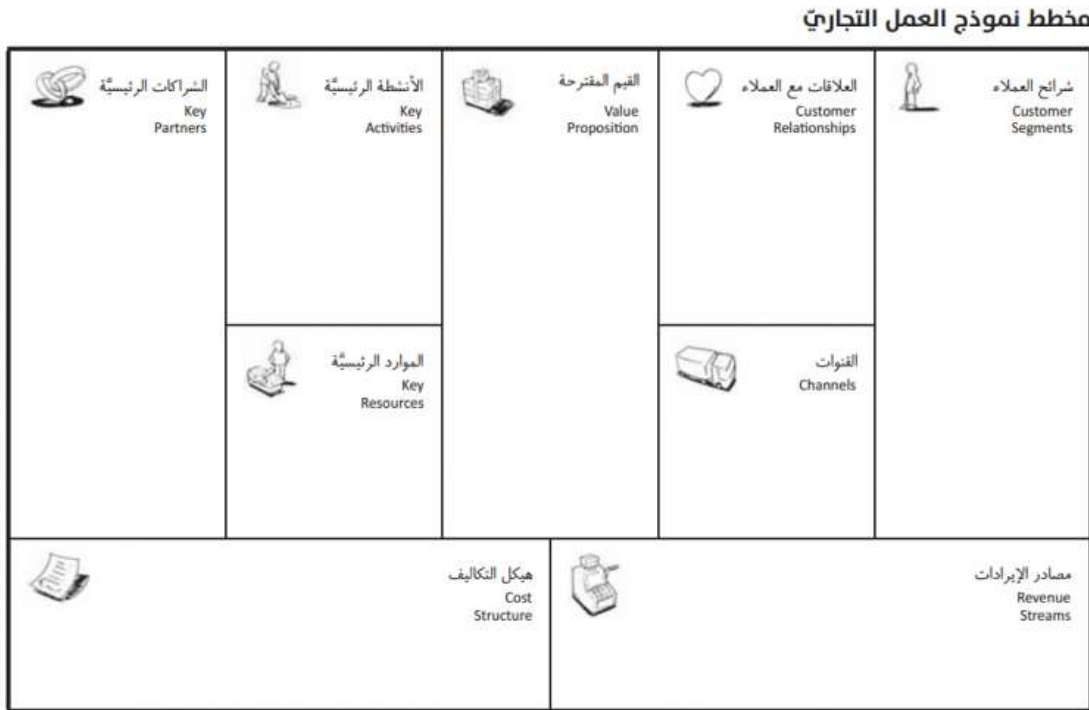 مخطط نموذج العمل التجاريّ
شرائح العملاء
Customer
Segments
العلاقات مع العملاء
Customer
Relationships
القيم المقترحة
Value
Proposition
الأنشطة الرئيسيَّة
Key
Activities
الشراكات الرئيسيَّة
Key
Partners
القنوات
Channels
الموارد الرئيسيَّة
Key
Resources
مصادر الإيرادات
Revenue
Streams
هيكل التكاليف
Cost
Structure